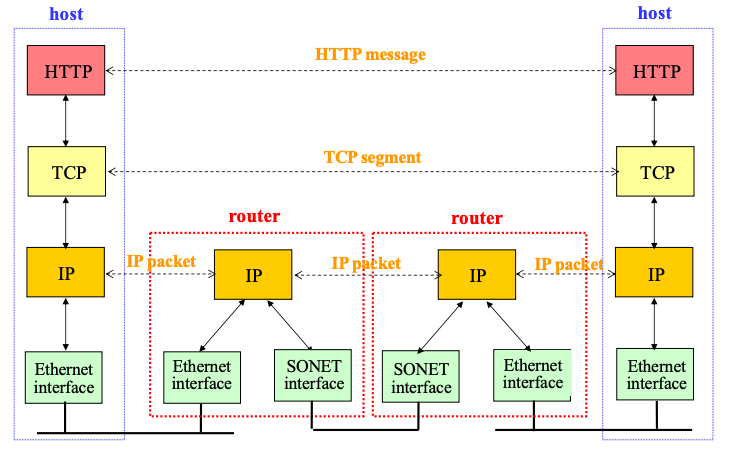 host
host
HTTP
HTTP message
HTTP
TCP
TCP segment
TCP
router
router
IP
IP packet
IP
IP packet
IP
IP packet
IP
Ethernet
interface
Ethernet
interface
SONET
interface
SONET
interface
Ethernet
interface
Ethernet
interface